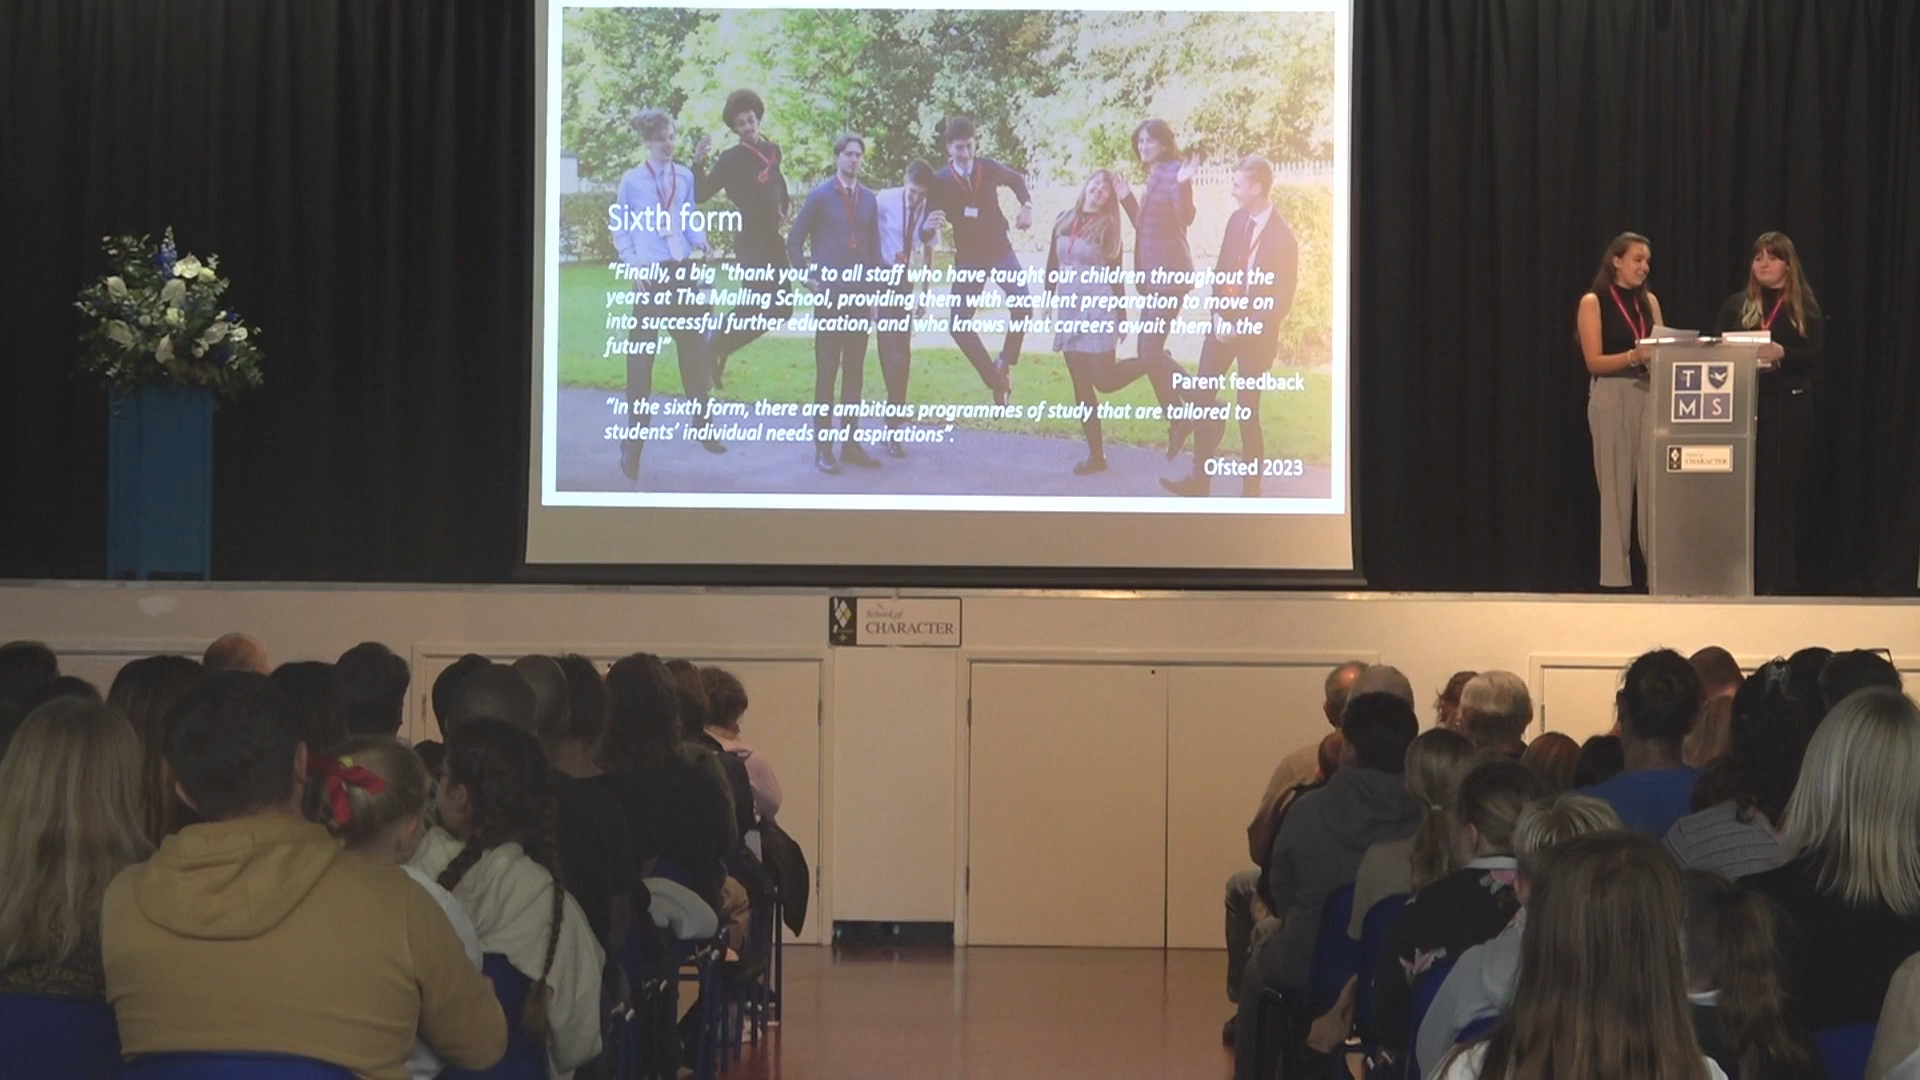 Sixth form
“Finally, a big "thank you" to all staff who have taught our children throughout the
years at The Malling School, providing them with excellent preparation to move on
into successful further education, and who knows what careers await them in the
future!”
Parent feedback
“In the sixth form, there are ambitious programmes of study that are tailored to
students’ individual needs and aspirations”.
Ofsted 2023
T
M S
School of
CHARACTER
School of
CHARACTER